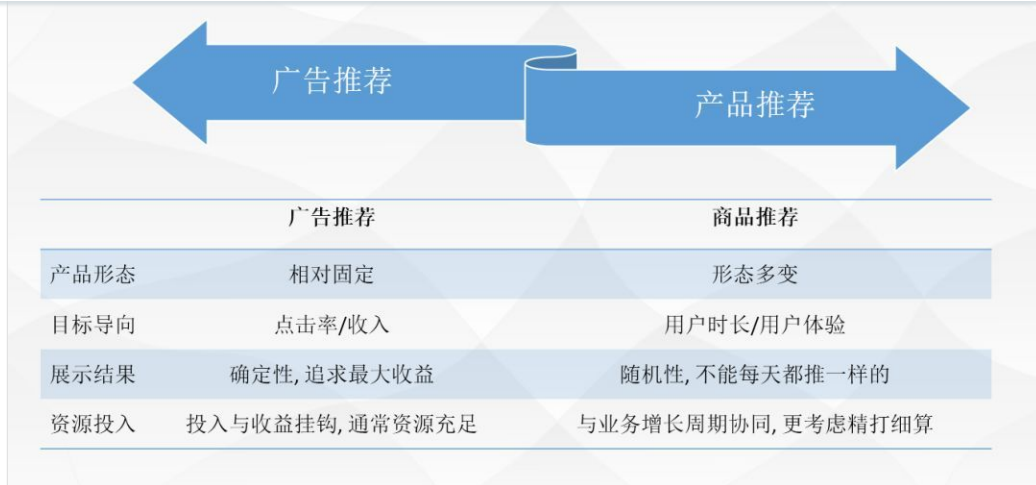 广告推荐
产品推荐
广告推荐 商品推荐
产品形态 相对固定 形态多变
目标导向 点击率/收入 用户时长/用户体验
展示结果 确定性, 追求最大收益 随机性, 不能每天都推一样的
资源投入 投入与收益挂钩, 通常资源充足 与业务增长周期协同, 更考虑精打细算